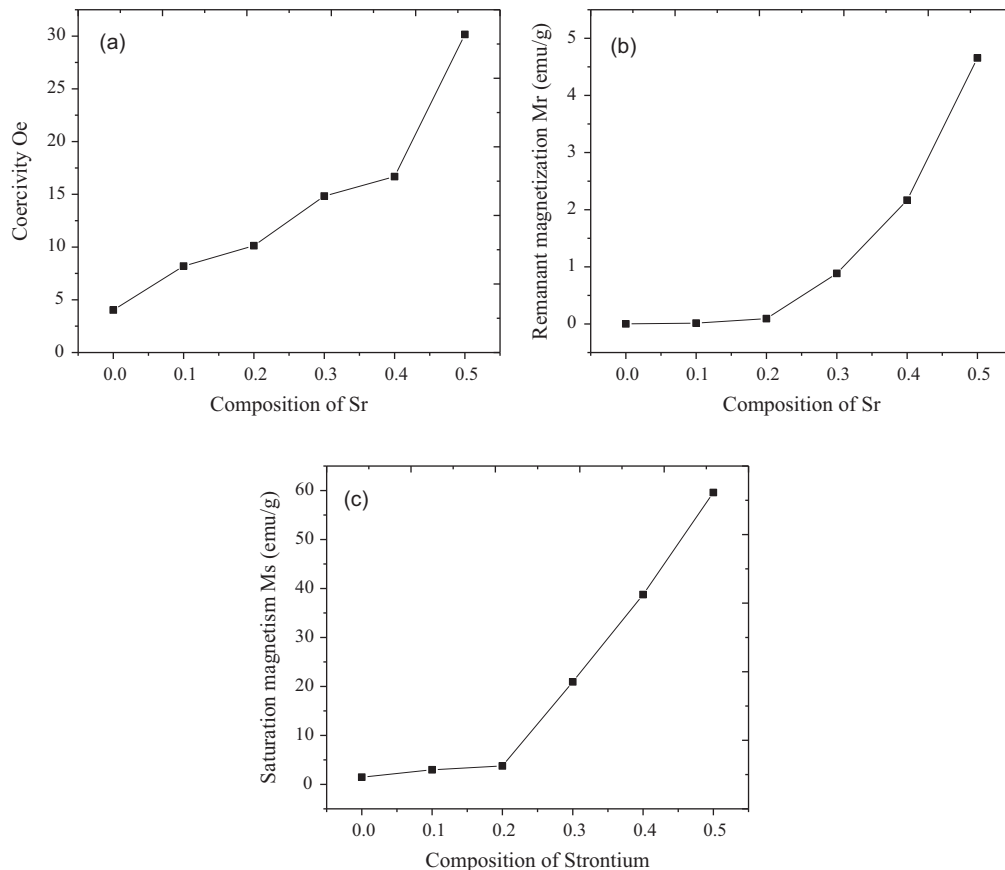 (a)
Coercivity Oe
30
25
20
15
10
5
0
0.0 0.1 0.2 0.3 0.4 0.5
Composition of Sr
(b)
Remanant magnetization Mr (emu/g)
5
4
3
2
1
0
0.0 0.1 0.2 0.3 0.4 0.5
Composition of Sr
(c)
Saturation magnetism Ms (emu/g)
60
50
40
30
20
10
0
0.0 0.1 0.2 0.3 0.4 0.5
Composition of Strontium